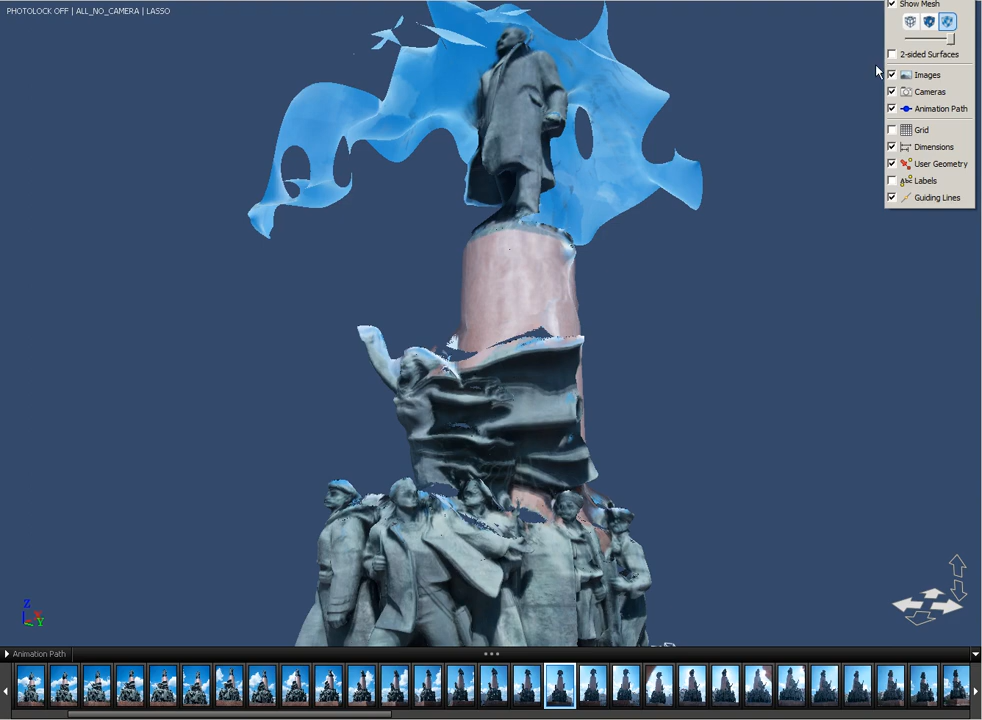 PHOTOLOCK OFF | ALL_NO_CAMERA | LASSO
Show Mesh
2-sided Surfaces
Images
Cameras
Animation Path
Grid
Dimensions
User Geometry
Abc Labels
Guiding Lines
Z
X
Y
Animation Path